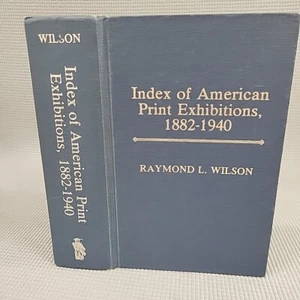 WILSON
Index of American Print
Exhibitions, 1882-1940
Index of American
Print Exhibitions,
1882-1940
RAYMOND L. WILSON